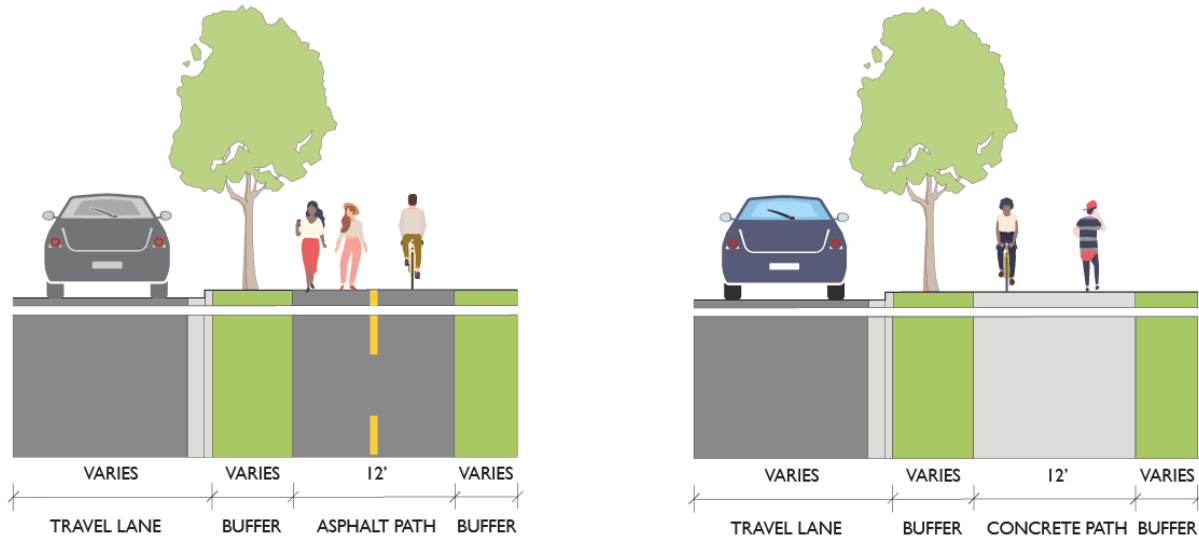 VARIES VARIES 12' VARIES
TRAVEL LANE BUFFER ASPHALT PATH BUFFER
VARIES VARIES 12' VARIES
TRAVEL LANE BUFFER CONCRETE PATH BUFFER